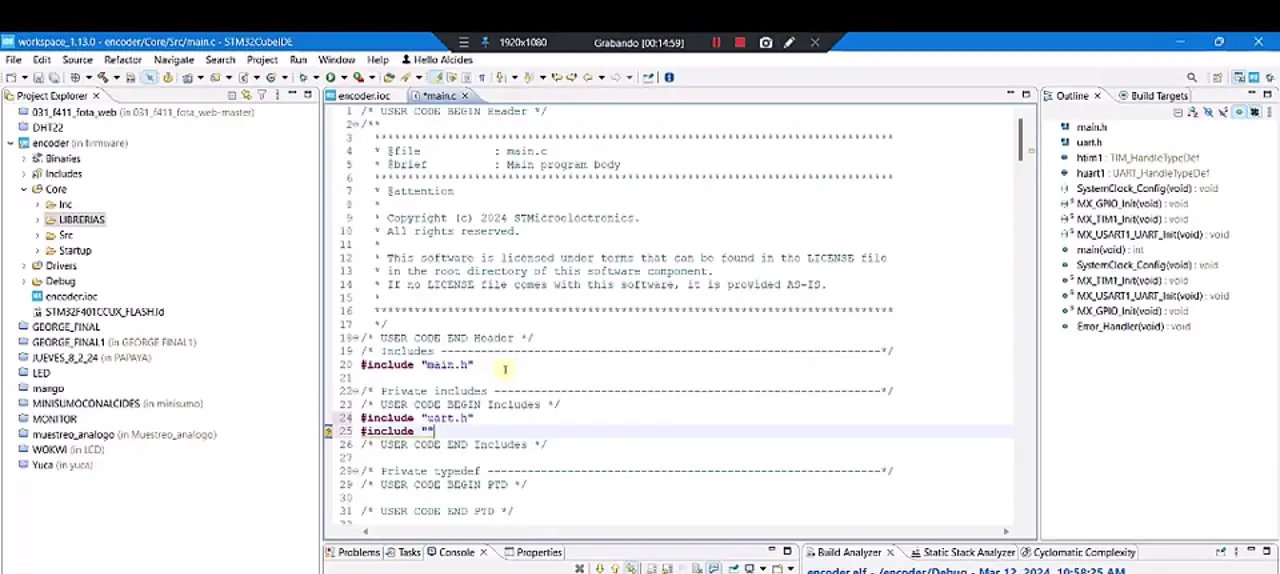 workspace_1.13.0 - encoder/Core/Src/main.c - STM32CubeIDE
1920x1080
Grabando [00:14:59]
File Edit Source Refactor Navigate Search Project Run Window Help Hello Alcides
Project Explorer
031_f411_fota_web (in 031_f411_fota_web-master)
DHT22
encoder (in firmware)
Binaries
Includes
Core
Inc
LIBRERIAS
Src
Startup
Drivers
Debug
encoder.ioc
STM32F401CCUX_FLASH.ld
GEORGE_FINAL
GEORGE_FINAL1 (in GEORGE FINAL1)
JUEVES_8_2_24 (in PAPAYA)
LED
mango
MINISUMOCONALCIDES (in minisumo)
MONITOR
muestreo_analogo (in Muestreo_analogo)
WOKWI (in LCD)
Yuca (in yuca)
encoder.ioc *main.c
1 /* USER CODE BEGIN Header */
2 /**
3 ******************************************************************************
4 * @file : main.c
5 * @brief : Main program body
6 ******************************************************************************
7 * @attention
8 *
9 * Copyright (c) 2024 STMicroelectronics.
10 * All rights reserved.
11 *
12 * This software is licensed under terms that can be found in the LICENSE file
13 * in the root directory of this software component.
14 * If no LICENSE file comes with this software, it is provided AS-IS.
15 *
16 ******************************************************************************
17 */
18 /* USER CODE END Header */
19 /* Includes ------------------------------------------------------------------*/
20 #include "main.h"
21
22 /* Private includes ----------------------------------------------------------*/
23 /* USER CODE BEGIN Includes */
24 #include "uart.h"
25 #include ""
26 /* USER CODE END Includes */
27
28 /* Private typedef -----------------------------------------------------------*/
29 /* USER CODE BEGIN PTD */
30
31 /* USER CODE END PTD */
Outline Build Targets
main.h
uart.h
htim1 : TIM_HandleTypeDef
huart1 : UART_HandleTypeDef
SystemClock_Config(void) : void
MX_GPIO_Init(void) : void
MX_TIM1_Init(void) : void
MX_USART1_UART_Init(void) : void
main(void) : int
SystemClock_Config(void) : void
MX_TIM1_Init(void) : void
MX_USART1_UART_Init(void) : void
MX_GPIO_Init(void) : void
Error_Handler(void) : void
Problems Tasks Console Properties
Build Analyzer Static Stack Analyzer Cyclomatic Complexity
encoder.elf - /encoder/Debug - Mar 12, 2024, 10:58:25 AM